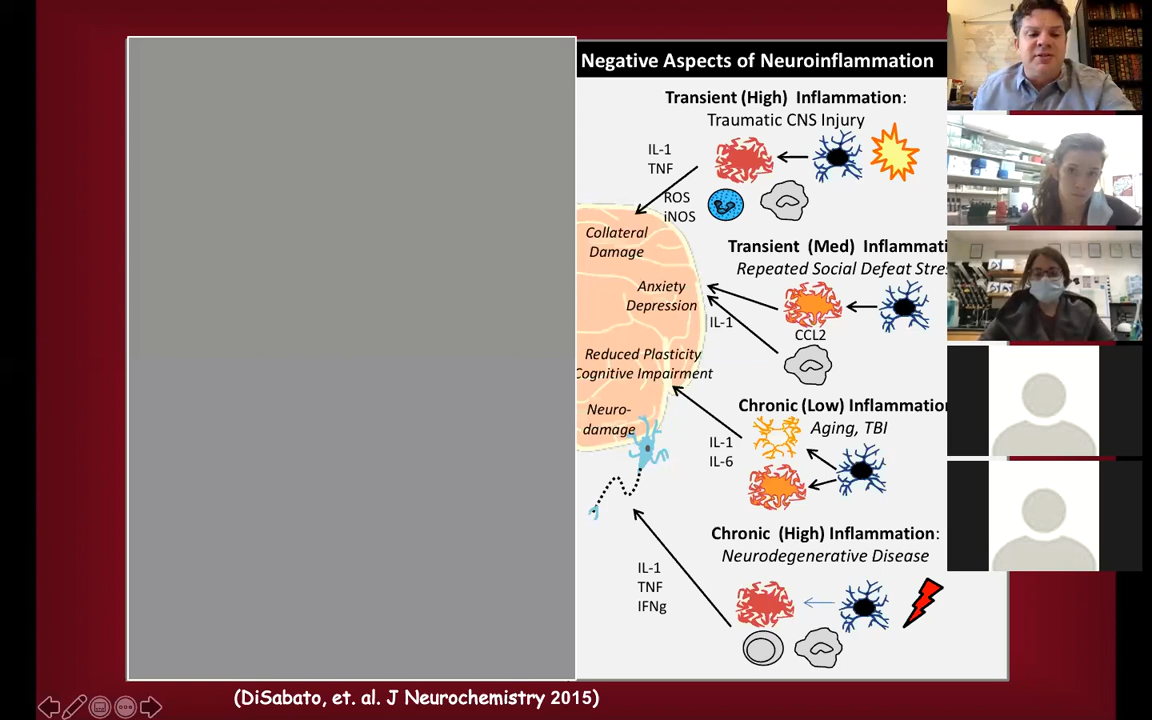 Negative Aspects of Neuroinflammation
Transient (High) Inflammation:
Traumatic CNS Injury
IL-1
TNF
ROS
iNOS
Collateral
Damage
Transient (Med) Inflammati
Repeated Social Defeat Stres
Anxiety
Depression
IL-1
CCL2
Reduced Plasticity
Cognitive Impairment
Chronic (Low) Inflammation
Aging, TBI
Neuro-
damage
IL-1
IL-6
Chronic (High) Inflammation:
Neurodegenerative Disease
IL-1
TNF
IFNg
(DiSabato, et. al. J Neurochemistry 2015)